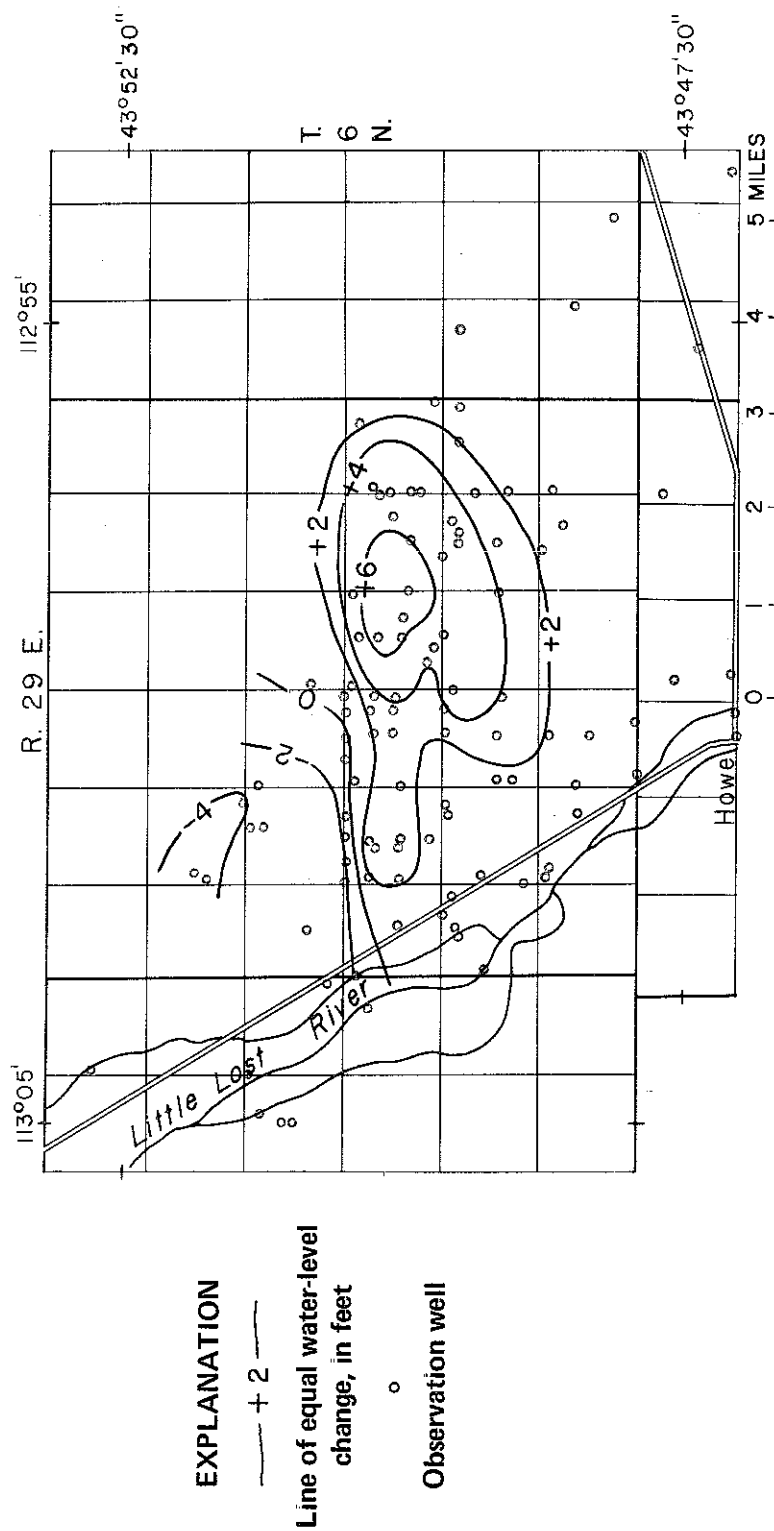 R. 29 E.
113°05'
112°55'
43°52'30"
T.
6
N.
43°47'30"
Little Lost River
-4
-2
0
+2
+4
+6
+2
Howe
0 1 2 3 4 5 MILES
EXPLANATION
+2
Line of equal water-level
change, in feet
Observation well